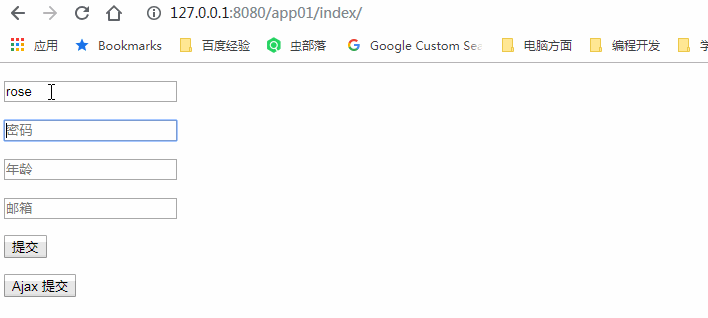 127.0.0.1:8080/app01/index/
应用 Bookmarks 百度经验 虫部落 Google Custom Sea 电脑方面 编程开发 学
rose
密码
年龄
邮箱
提交
Ajax 提交